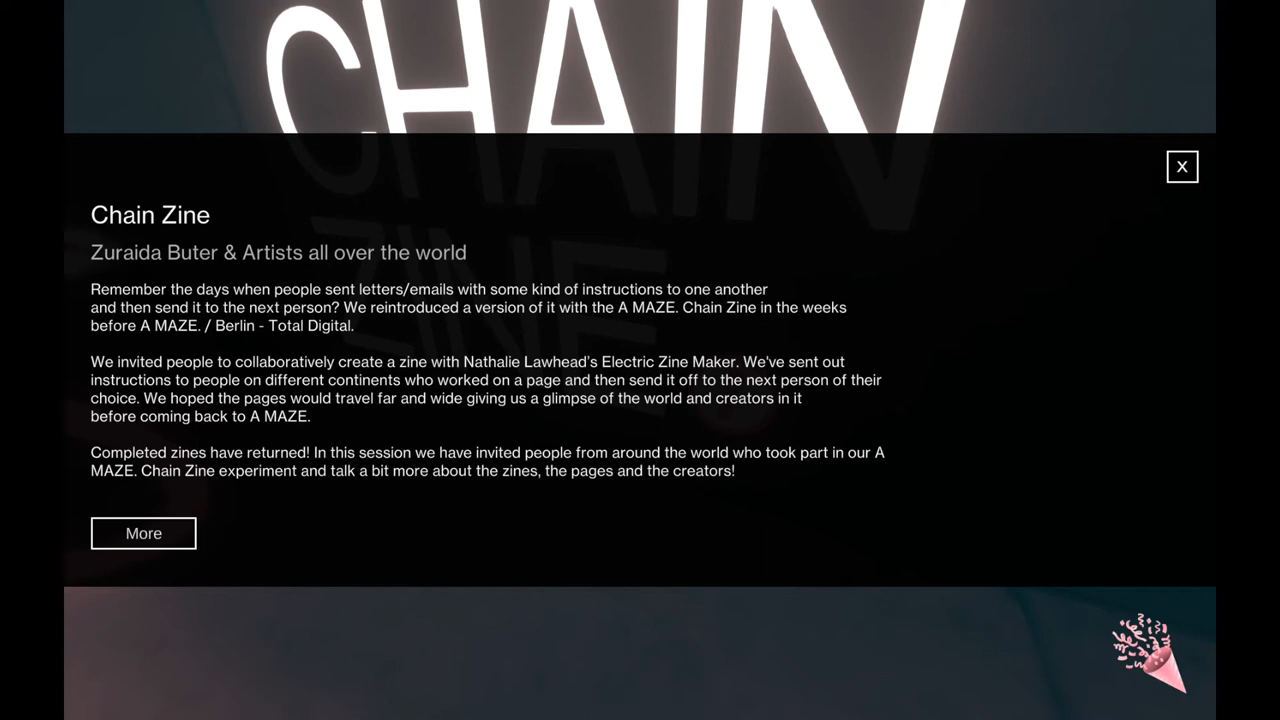 CHAIN
ZINE
X
Chain Zine
Zuraida Buter & Artists all over the world
Remember the days when people sent letters/emails with some kind of instructions to one another
and then send it to the next person? We reintroduced a version of it with the A MAZE. Chain Zine in the weeks
before A MAZE. / Berlin - Total Digital.
We invited people to collaboratively create a zine with Nathalie Lawhead's Electric Zine Maker. We've sent out
instructions to people on different continents who worked on a page and then send it off to the next person of their
choice. We hoped the pages would travel far and wide giving us a glimpse of the world and creators in it
before coming back to A MAZE.
Completed zines have returned! In this session we have invited people from around the world who took part in our A
MAZE. Chain Zine experiment and talk a bit more about the zines, the pages and the creators!
More